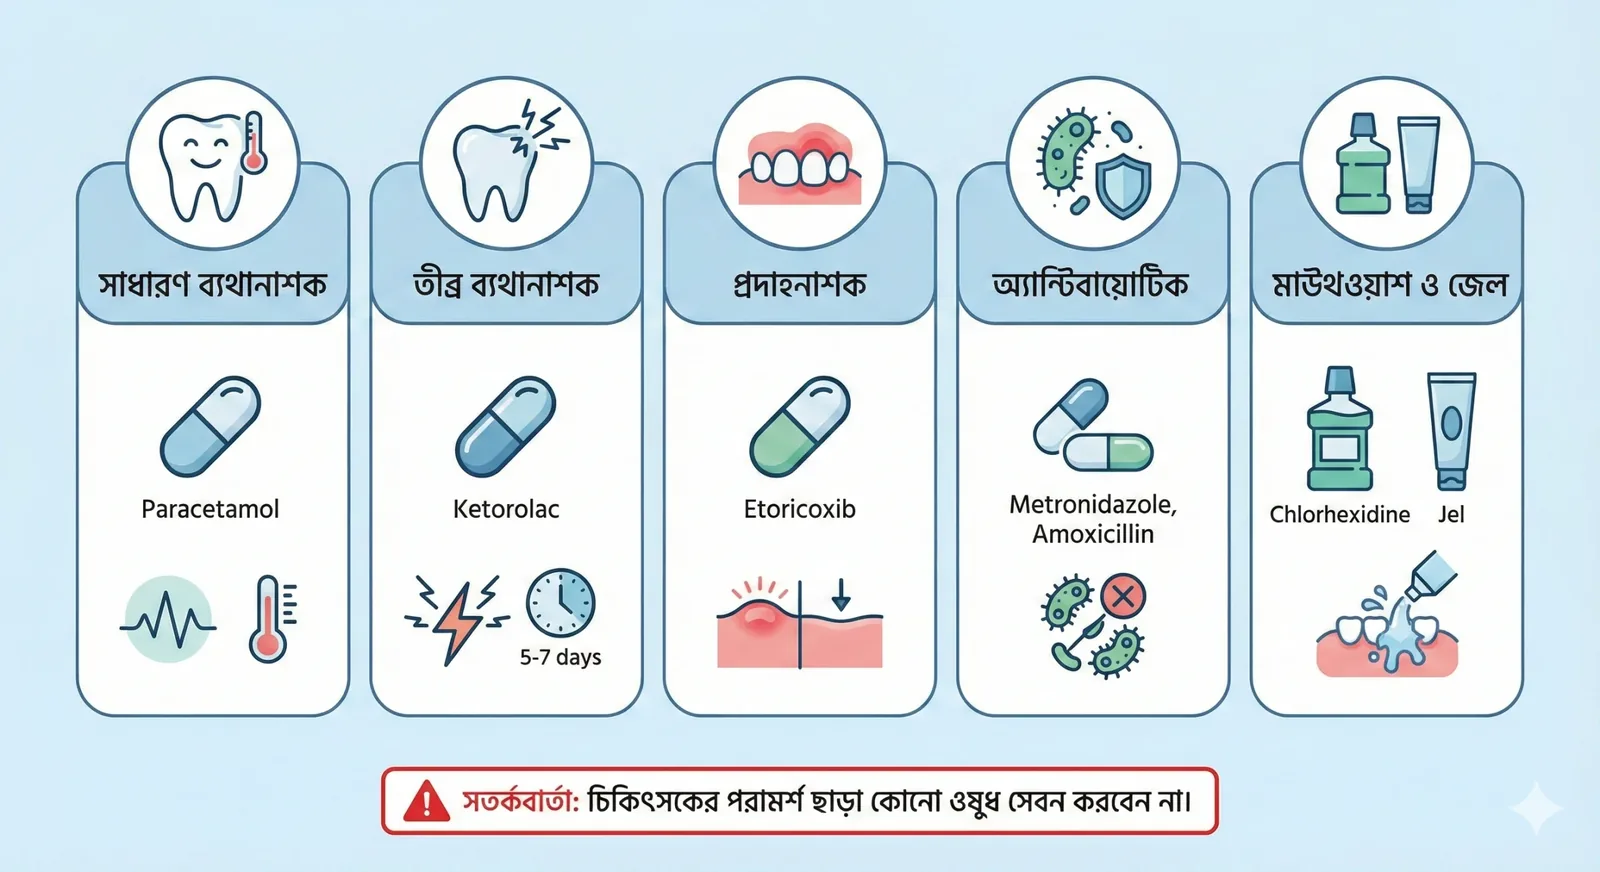 সাধারণ ব্যথানাশক
তীব্র ব্যথানাশক
প্রদাহনাশক
অ্যান্টিবায়োটিক
মাউথওয়াশ ও জেল
Paracetamol
Ketorolac
5-7 days
Etoricoxib
Metronidazole,
Amoxicillin
Chlorhexidine
Jel
সতর্কবার্তা: চিকিৎসকের পরামর্শ ছাড়া কোনো ওষুধ সেবন করবেন না।